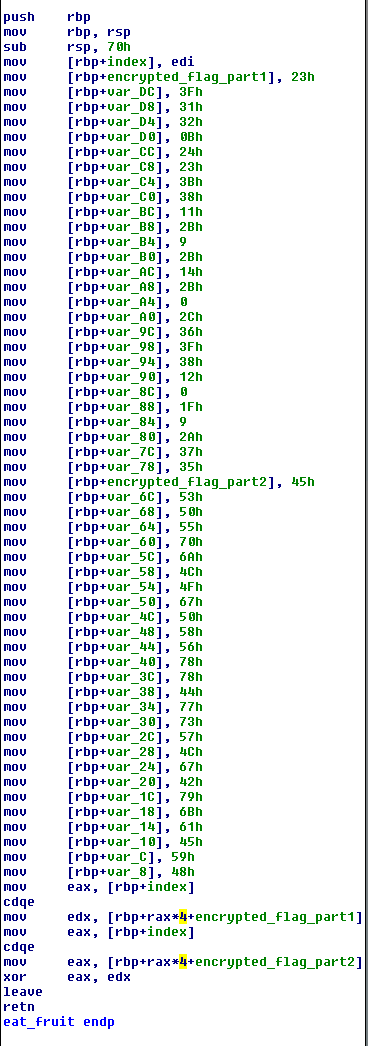 push rbp
mov rbp, rsp
sub rsp, 70h
mov [rbp+index], edi
mov [rbp+encrypted_flag_part1], 23h
mov [rbp+var_DC], 3Fh
mov [rbp+var_D8], 31h
mov [rbp+var_D4], 32h
mov [rbp+var_D0], 0Bh
mov [rbp+var_CC], 24h
mov [rbp+var_C8], 23h
mov [rbp+var_C4], 3Bh
mov [rbp+var_C0], 38h
mov [rbp+var_BC], 11h
mov [rbp+var_B8], 2Bh
mov [rbp+var_B4], 9
mov [rbp+var_B0], 2Bh
mov [rbp+var_AC], 14h
mov [rbp+var_A8], 2Bh
mov [rbp+var_A4], 0
mov [rbp+var_A0], 2Ch
mov [rbp+var_9C], 36h
mov [rbp+var_98], 3Fh
mov [rbp+var_94], 38h
mov [rbp+var_90], 12h
mov [rbp+var_8C], 0
mov [rbp+var_88], 1Fh
mov [rbp+var_84], 9
mov [rbp+var_80], 2Ah
mov [rbp+var_7C], 37h
mov [rbp+var_78], 35h
mov [rbp+encrypted_flag_part2], 45h
mov [rbp+var_6C], 53h
mov [rbp+var_68], 50h
mov [rbp+var_64], 55h
mov [rbp+var_60], 70h
mov [rbp+var_5C], 6Ah
mov [rbp+var_58], 4Ch
mov [rbp+var_54], 4Fh
mov [rbp+var_50], 67h
mov [rbp+var_4C], 50h
mov [rbp+var_48], 58h
mov [rbp+var_44], 56h
mov [rbp+var_40], 78h
mov [rbp+var_3C], 78h
mov [rbp+var_38], 44h
mov [rbp+var_34], 77h
mov [rbp+var_30], 73h
mov [rbp+var_2C], 57h
mov [rbp+var_28], 4Ch
mov [rbp+var_24], 67h
mov [rbp+var_20], 42h
mov [rbp+var_1C], 79h
mov [rbp+var_18], 6Bh
mov [rbp+var_14], 61h
mov [rbp+var_10], 45h
mov [rbp+var_C], 59h
mov [rbp+var_8], 48h
mov eax, [rbp+index]
cdqe
mov edx, [rbp+rax*4+encrypted_flag_part1]
mov eax, [rbp+index]
cdqe
mov eax, [rbp+rax*4+encrypted_flag_part2]
xor eax, edx
leave
retn
eat_fruit endp